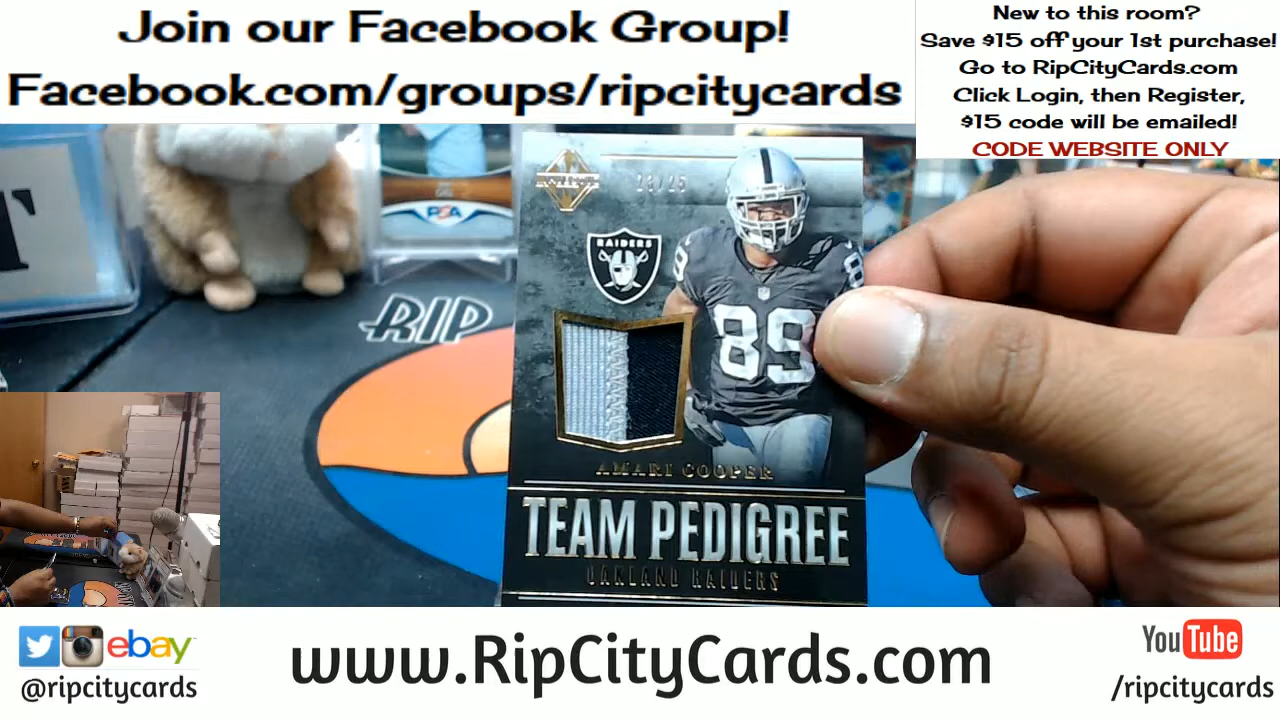 Join our Facebook Group!
Facebook.com/groups/ripcitycards
New to this room?
Save $15 off your 1st purchase!
Go to RipCityCards.com
Click Login, then Register,
$15 code will be emailed!
CODE WEBSITE ONLY
PSA
RAIDERS
RIP
89
AMARI COOPER
TEAM PEDIGREE
OAKLAND RAIDERS
ebay
@ripcitycards
www.RipCityCards.com
YouTube
/ripcitycards